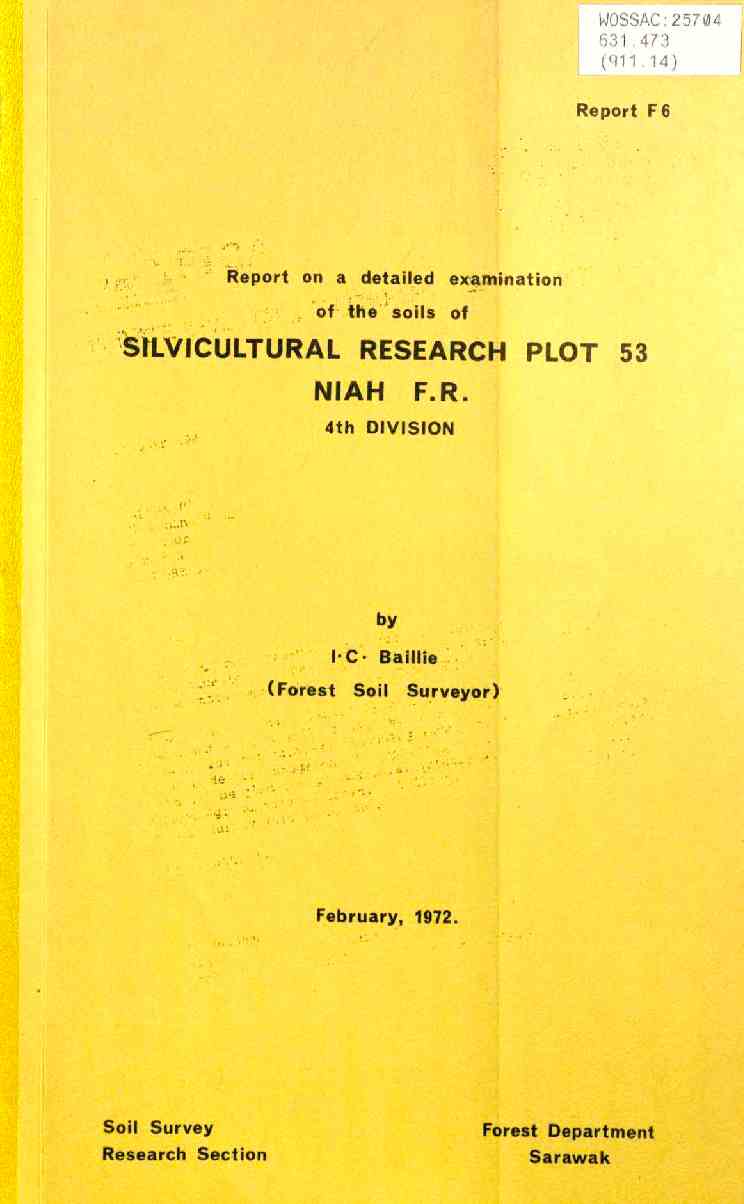 WOSSAC:25704
631.473
(911.14)
Report F6
Report on a detailed examination
of the soils of
SILVICULTURAL RESEARCH PLOT 53
NIAH F.R.
4th DIVISION
by
I·C· Baillie
(Forest Soil Surveyor)
February, 1972.
Soil Survey
Research Section
Forest Department
Sarawak